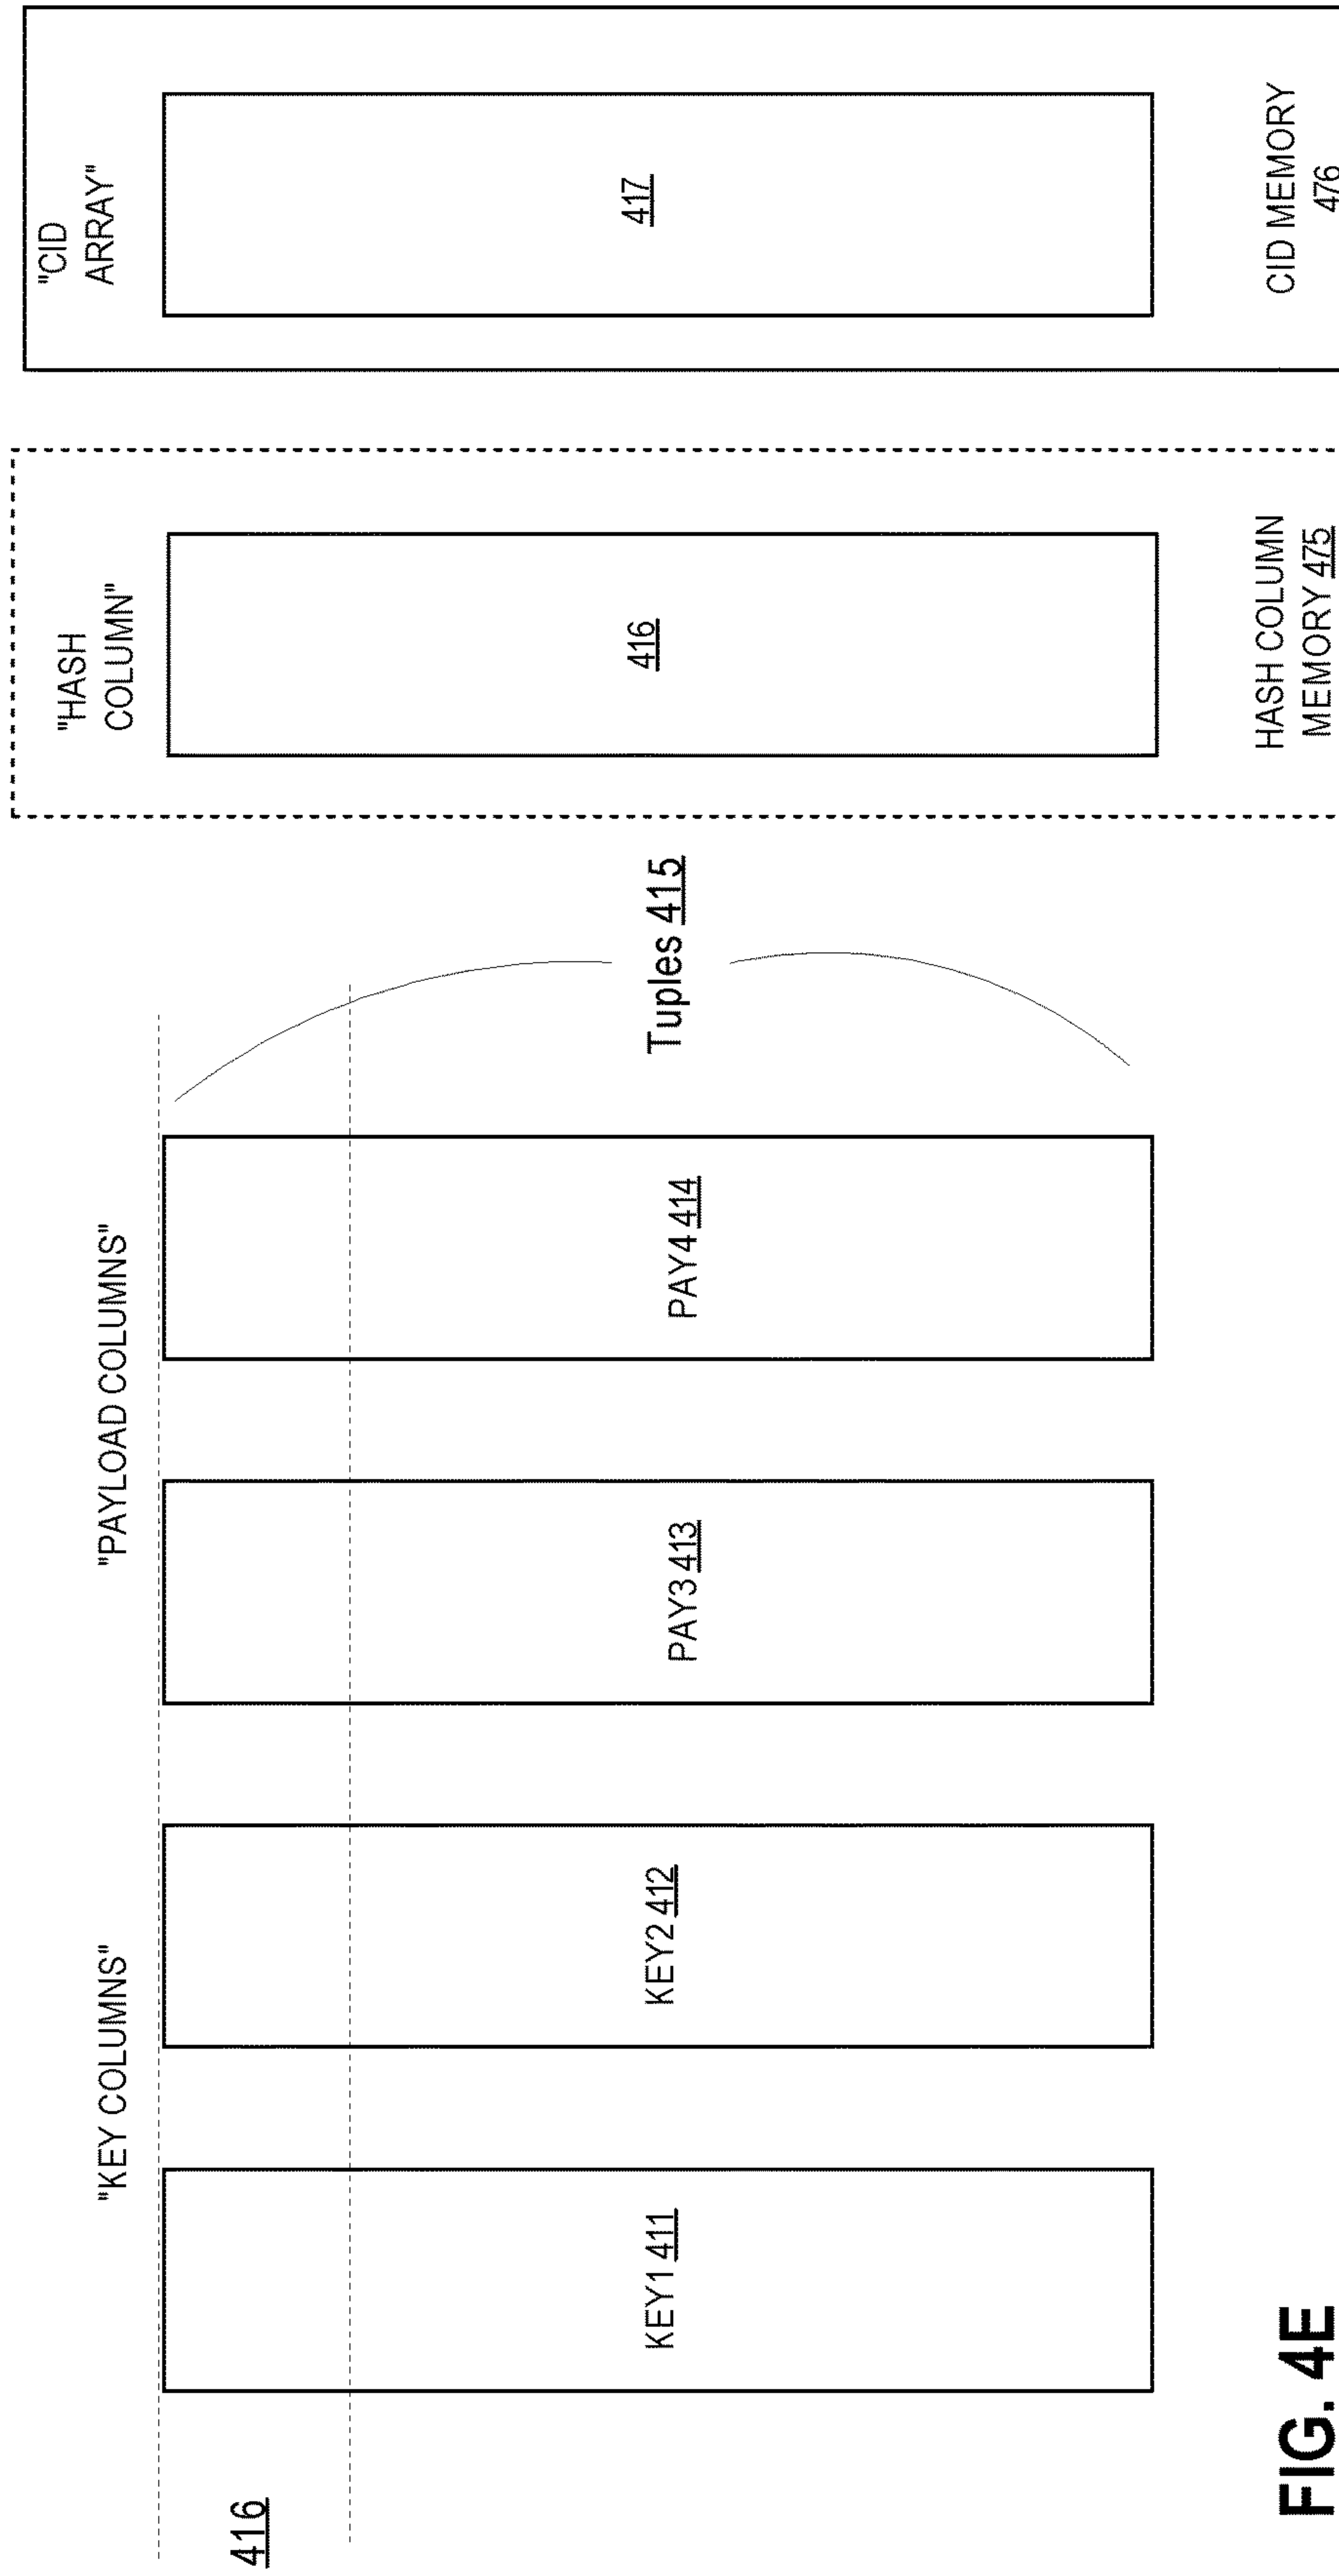 "KEY COLUMNS"
"PAYLOAD COLUMNS"
"HASH
COLUMN"
"CID
ARRAY"
416
KEY1 411
KEY2 412
PAY3 413
PAY4 414
Tuples 415
416
417
HASH COLUMN
MEMORY 475
CID MEMORY
476
FIG. 4E